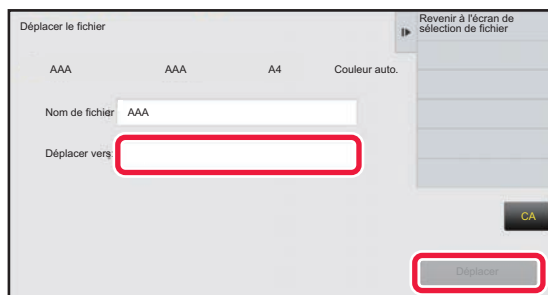 Déplacer le fichier
Revenir à l'écran de
sélection de fichier
AAA AAA A4 Couleur auto.
Nom de fichier: AAA
Déplacer vers:
CA
Déplacer